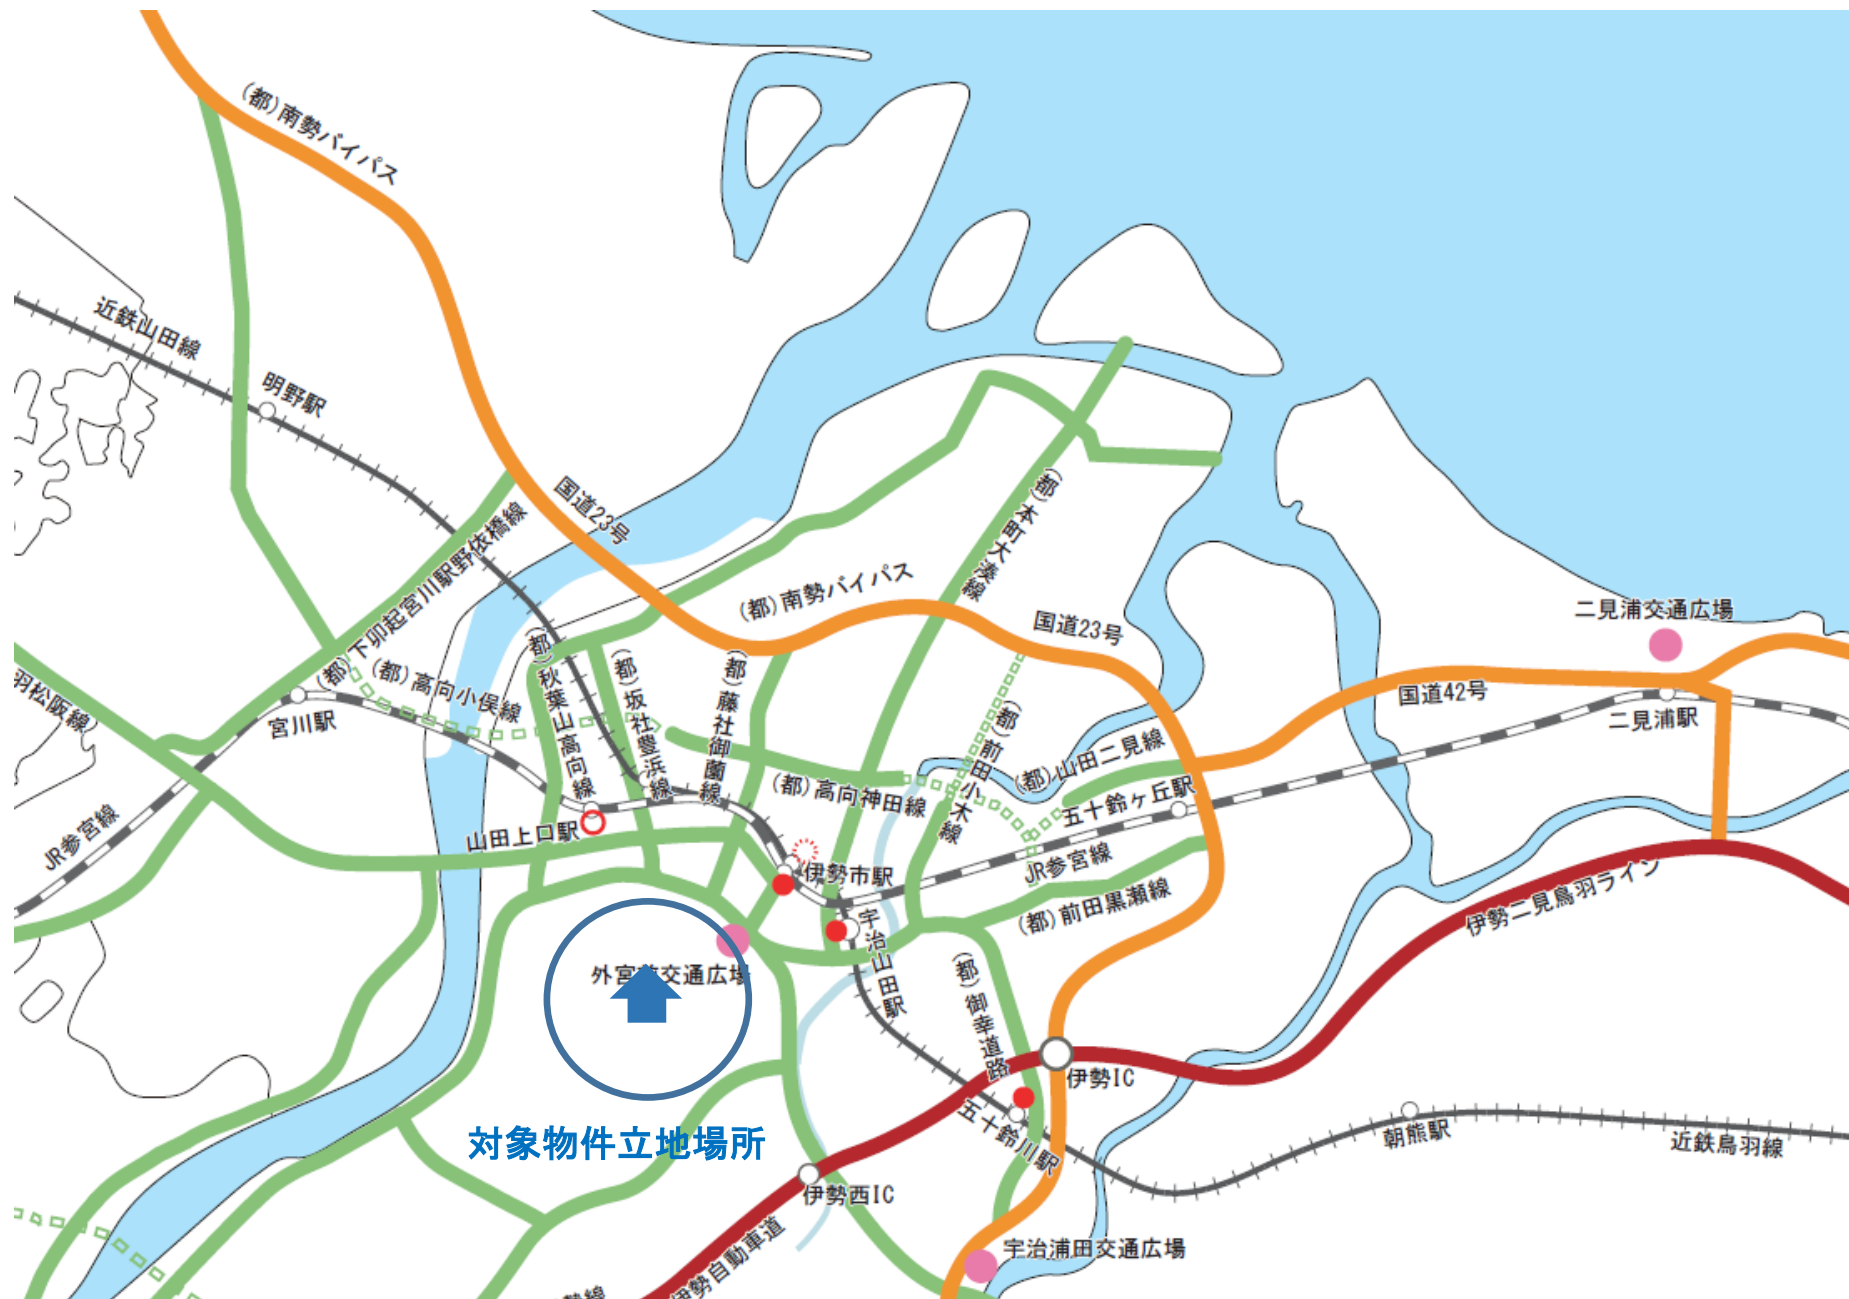 (都)南勢バイパス
近鉄山田線
明野駅
国道23号
(都)本町大湊線
(都)下卯起宮川駅野依橋線
(都)南勢バイパス
国道23号
二見浦交通広場
羽松阪線
宮川駅
(都)高向小俣線
(都)秋葉山高向線
(都)坂社豊浜線
(都)藤社御薗線
(都)前田小木線
(都)山田二見線
国道42号
二見浦駅
(都)高向神田線
五十鈴ヶ丘駅
JR参宮線
山田上口駅
伊勢市駅
JR参宮線
(都)前田黒瀬線
伊勢二見鳥羽ライン
宇治山田駅
外宮前交通広場
(都)御幸道路
伊勢IC
五十鈴川駅
朝熊駅
近鉄鳥羽線
対象物件立地場所
伊勢西IC
伊勢自動車道
宇治浦田交通広場
勢線